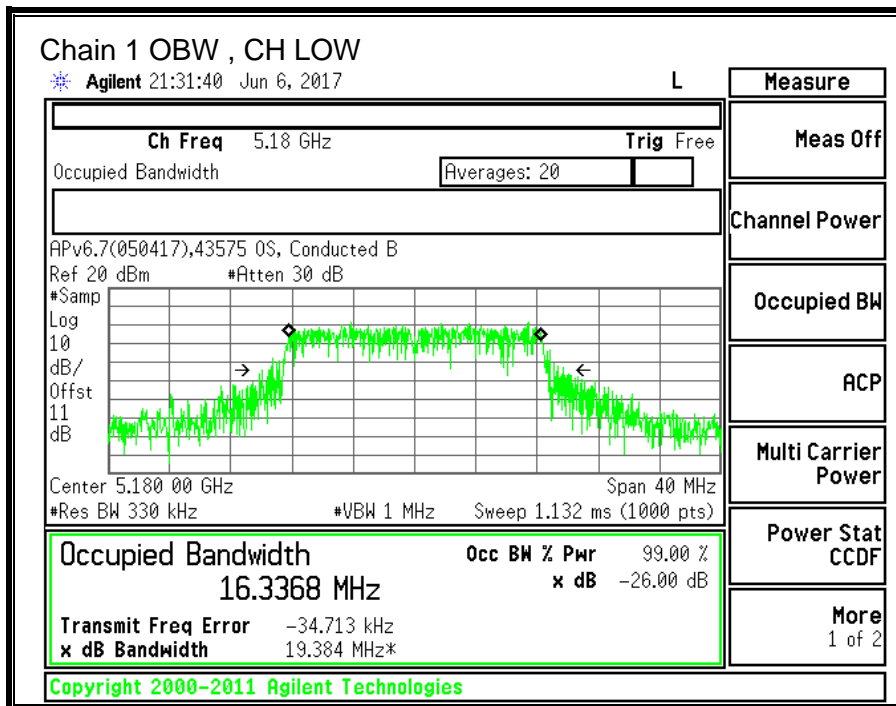 Chain 1 OBW , CH LOW
Agilent 21:31:40 Jun 6, 2017 L
Measure
Ch Freq 5.18 GHz Trig Free
Occupied Bandwidth Averages: 20
APv6.7(050417),43575 OS, Conducted B
Ref 20 dBm #Atten 30 dB
#Samp
Log
10
dB/
Offst
11
dB
Center 5.180 00 GHz Span 40 MHz
#Res BW 330 kHz #VBW 1 MHz Sweep 1.132 ms (1000 pts)
Occupied Bandwidth
16.3368 MHz
Occ BW % Pwr 99.00 %
x dB -26.00 dB
Transmit Freq Error -34.713 kHz
x dB Bandwidth 19.384 MHz*
Meas Off
Channel Power
Occupied BW
ACP
Multi Carrier
Power
Power Stat
CCDF
More
1 of 2
Copyright 2000-2011 Agilent Technologies